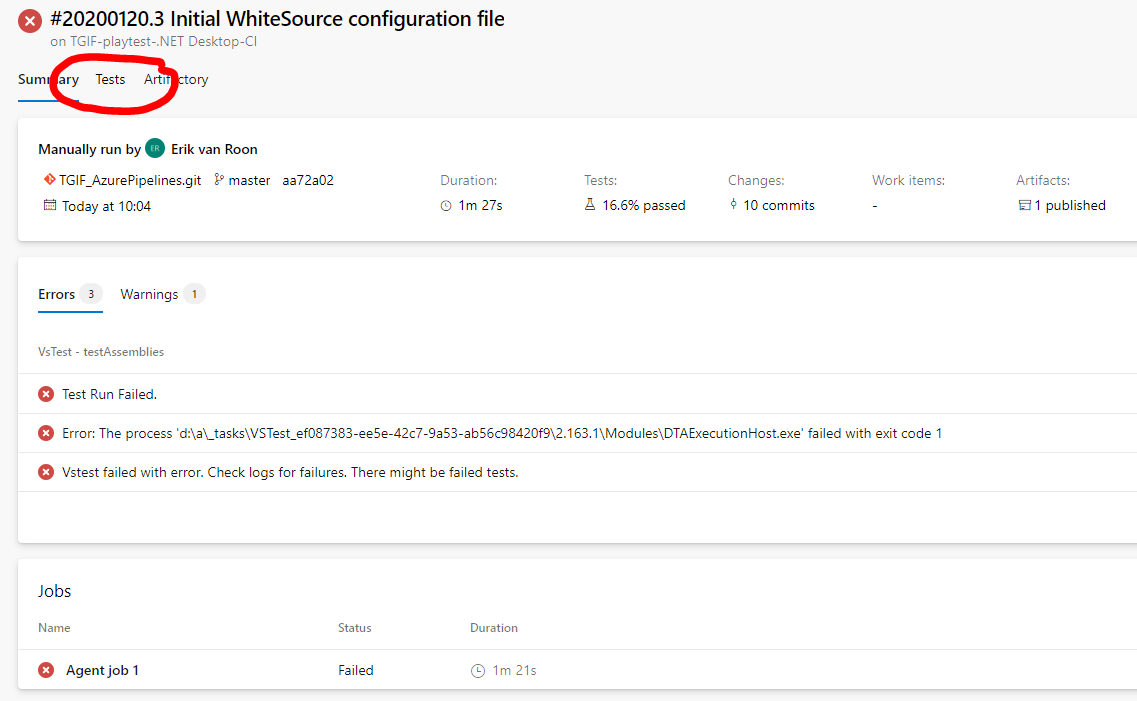 #20200120.3 Initial WhiteSource configuration file
on TGIF-playtest-.NET Desktop-CI
Summary Tests Artifactory
Manually run by ER Erik van Roon
TGIF_AzurePipelines.git master aa72a02 Duration: Tests: Changes: Work items: Artifacts:
Today at 10:04 1m 27s 16.6% passed 10 commits - 1 published
Errors 3 Warnings 1
VsTest - testAssemblies
Test Run Failed.
Error: The process 'd:\a\_tasks\VSTest_ef087383-ee5e-42c7-9a53-ab56c98420f9\2.163.1\Modules\DTAExecutionHost.exe' failed with exit code 1
Vstest failed with error. Check logs for failures. There might be failed tests.
Jobs
Name Status Duration
Agent job 1 Failed 1m 21s